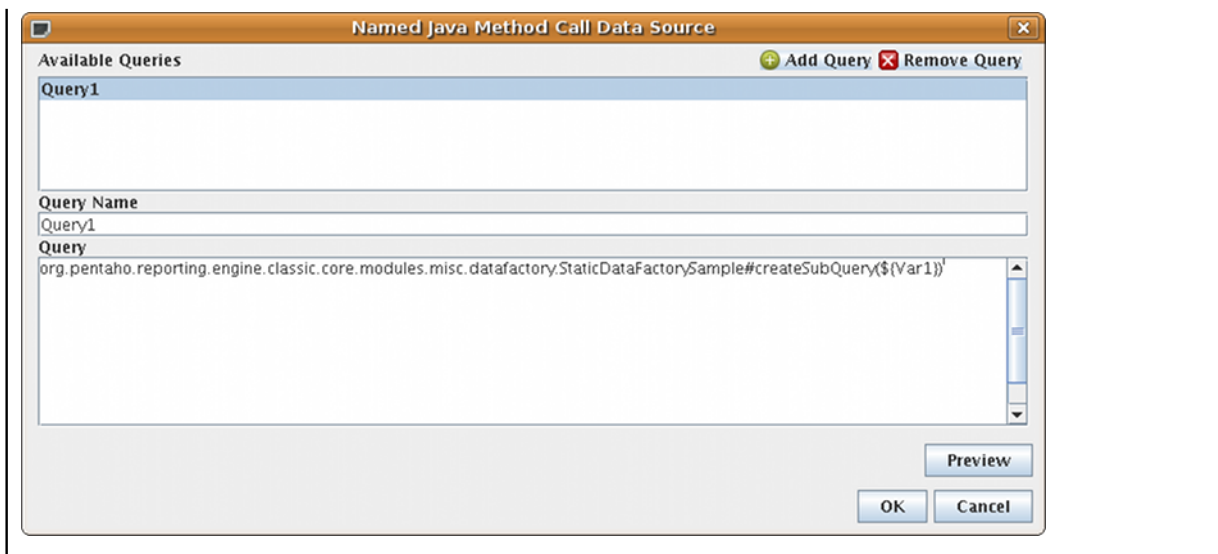 Named Java Method Call Data Source
Available Queries Add Query Remove Query
Query1
Query Name
Query1
Query
org.pentaho.reporting.engine.classic.core.modules.misc.datafactory.StaticDataFactorySample#createSubQuery(${Var1})
Preview
OK Cancel